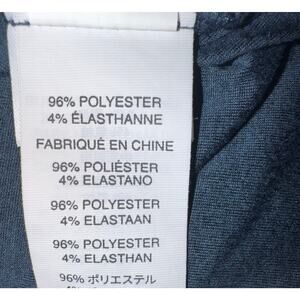 96% POLYESTER
4% ÉLASTHANNE
FABRIQUÉ EN CHINE
96% POLIÉSTER
4% ELASTANO
96% POLYESTER
4% ELASTAAN
96% POLYESTER
4% ELASTHAN
96% ポリエステル